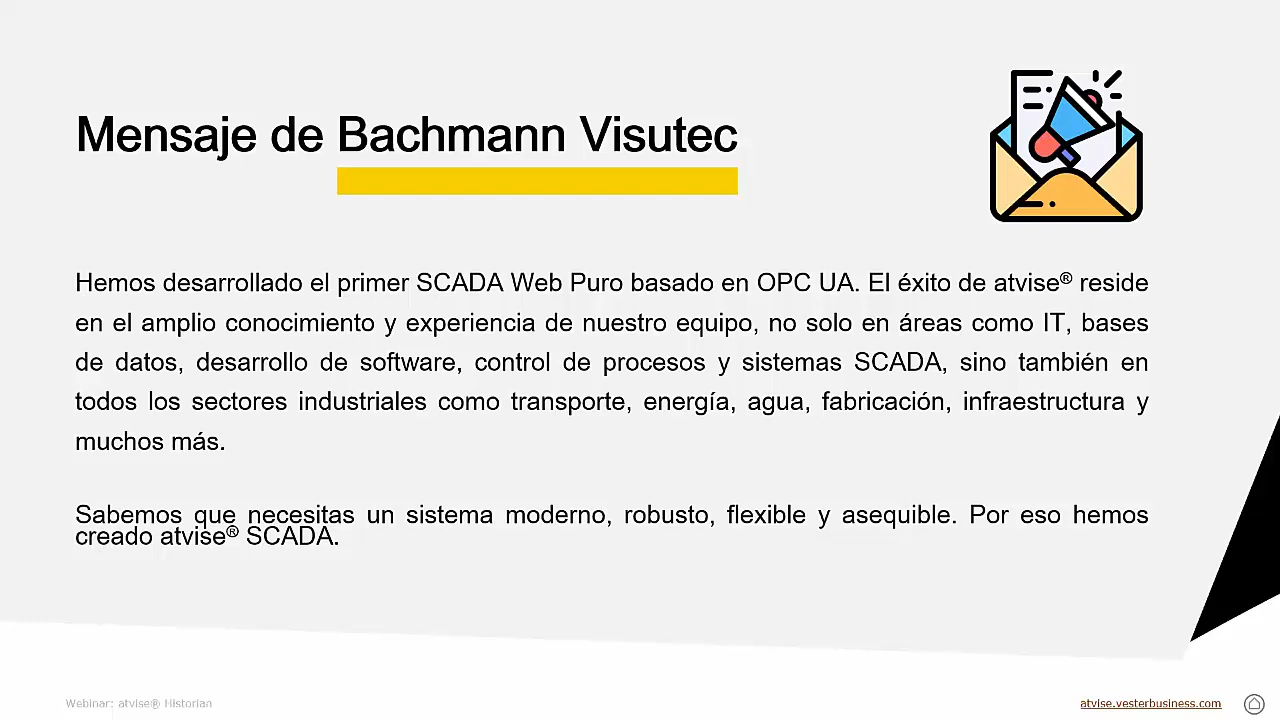 Mensaje de Bachmann Visutec
Hemos desarrollado el primer SCADA Web Puro basado en OPC UA. El éxito de atvise® reside
en el amplio conocimiento y experiencia de nuestro equipo, no solo en áreas como IT, bases
de datos, desarrollo de software, control de procesos y sistemas SCADA, sino también en
todos los sectores industriales como transporte, energía, agua, fabricación, infraestructura y
muchos más.
Sabemos que necesitas un sistema moderno, robusto, flexible y asequible. Por eso hemos
creado atvise® SCADA.
Webinar: atvise® Historian
atvise.vesterbusiness.com